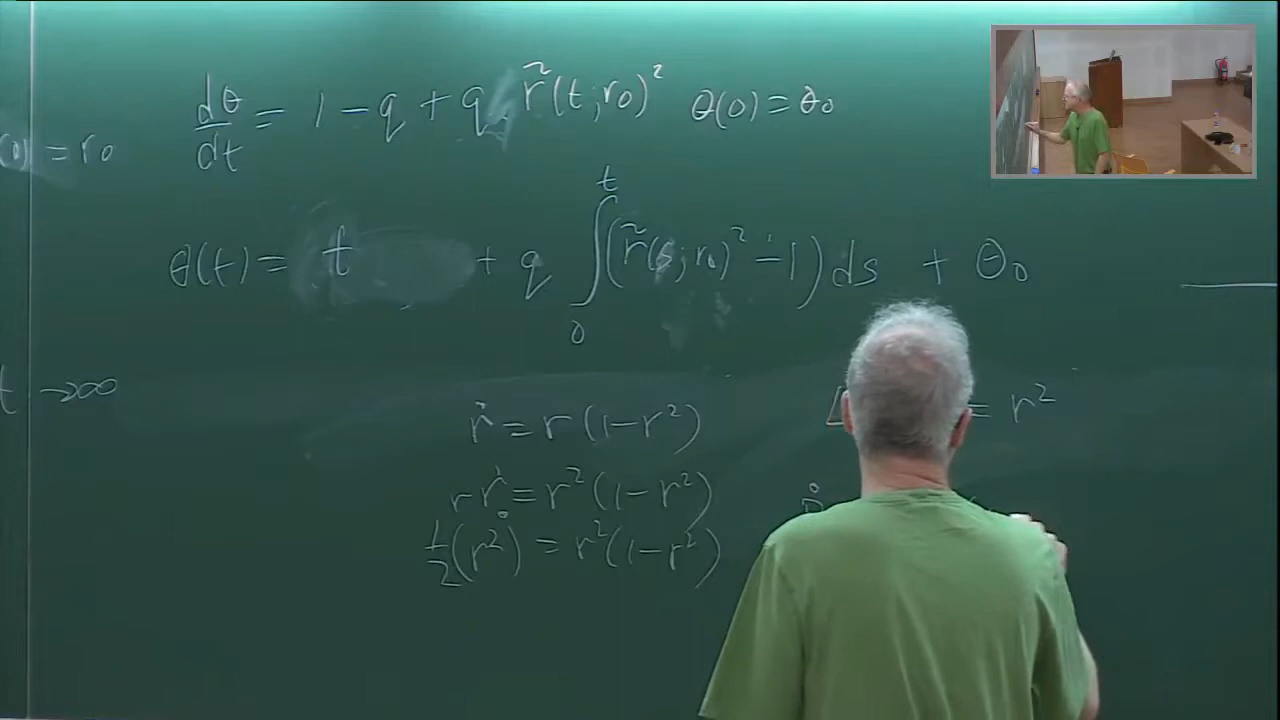 dθ/dt = 1 - q + q r̃(t; r₀)² θ(0) = θ₀
(0) = r₀
θ(t) = t + q ∫₀ᵗ (r̃(s; r₀)² - 1) ds + θ₀
t → ∞
ṙ = r(1 - r²)
= r²
r ṙ = r²(1 - r²)
½(r²)˙ = r²(1 - r²)